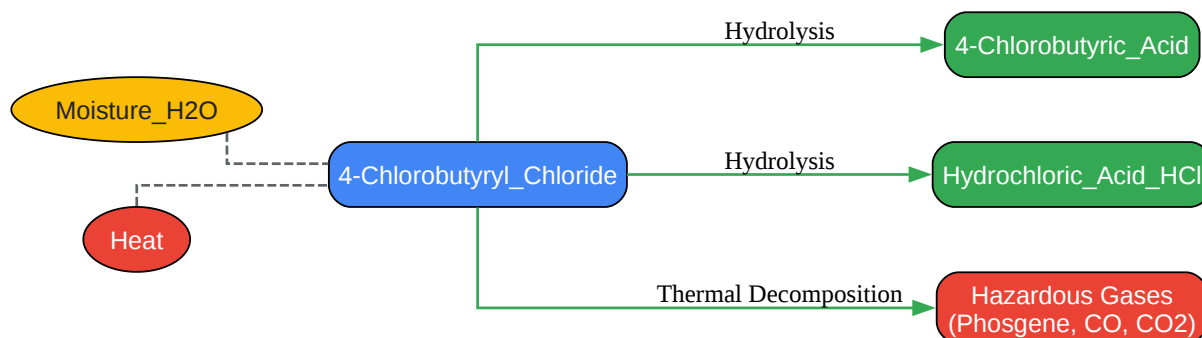 Hydrolysis
4-Chlorobutyric_Acid
Moisture_H2O
4-Chlorobutyryl_Chloride
Hydrolysis
Hydrochloric_Acid_HCl
Heat
Thermal Decomposition
Hazardous Gases
(Phosgene, CO, CO2)